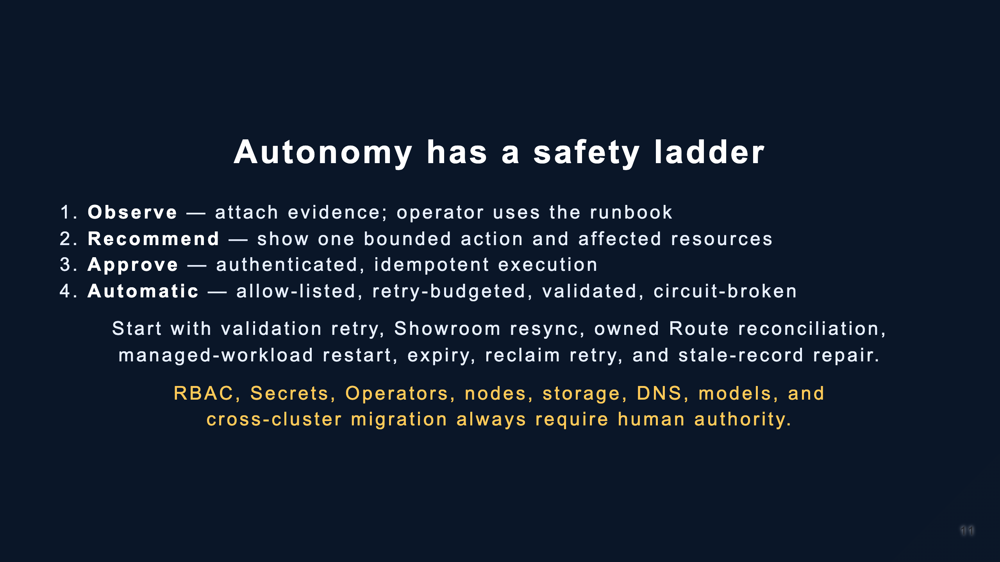 Autonomy has a safety ladder
1. Observe — attach evidence; operator uses the runbook
2. Recommend — show one bounded action and affected resources
3. Approve — authenticated, idempotent execution
4. Automatic — allow-listed, retry-budgeted, validated, circuit-broken
Start with validation retry, Showroom resync, owned Route reconciliation,
managed-workload restart, expiry, reclaim retry, and stale-record repair.
RBAC, Secrets, Operators, nodes, storage, DNS, models, and
cross-cluster migration always require human authority.
11